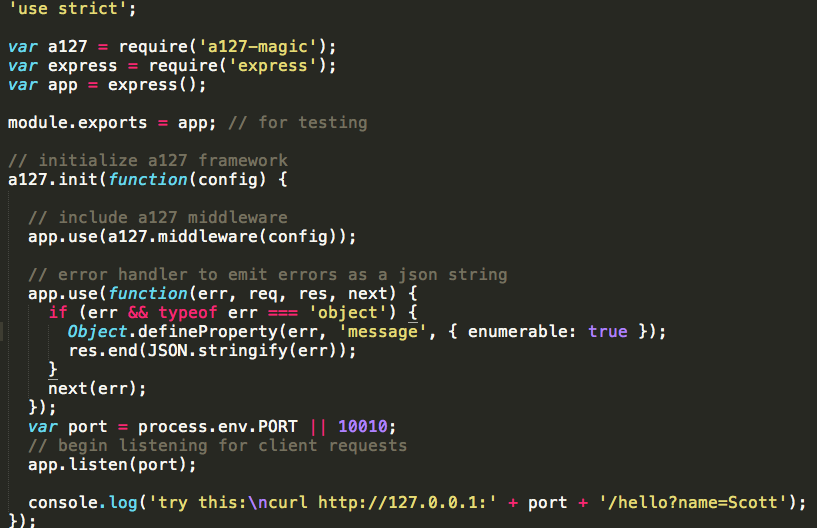 'use strict';

var a127 = require('a127-magic');
var express = require('express');
var app = express();

module.exports = app; // for testing

// initialize a127 framework
a127.init(function(config) {

  // include a127 middleware
  app.use(a127.middleware(config));

  // error handler to emit errors as a json string
  app.use(function(err, req, res, next) {
    if (err && typeof err === 'object') {
      Object.defineProperty(err, 'message', { enumerable: true });
      res.end(JSON.stringify(err));
    }
    next(err);
  });
  var port = process.env.PORT || 10010;
  // begin listening for client requests
  app.listen(port);

  console.log('try this:\ncurl http://127.0.0.1:' + port + '/hello?name=Scott');
});